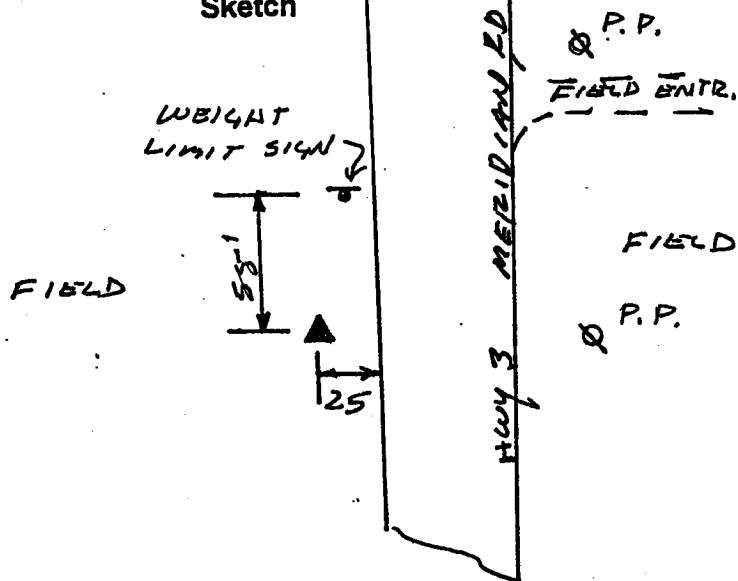 Sketch
P.P.
FIELD ENTR.
WEIGHT
LIMIT SIGN
HWY 3 MERIDIAN RD
FIELD
55'
FIELD
P.P.
25